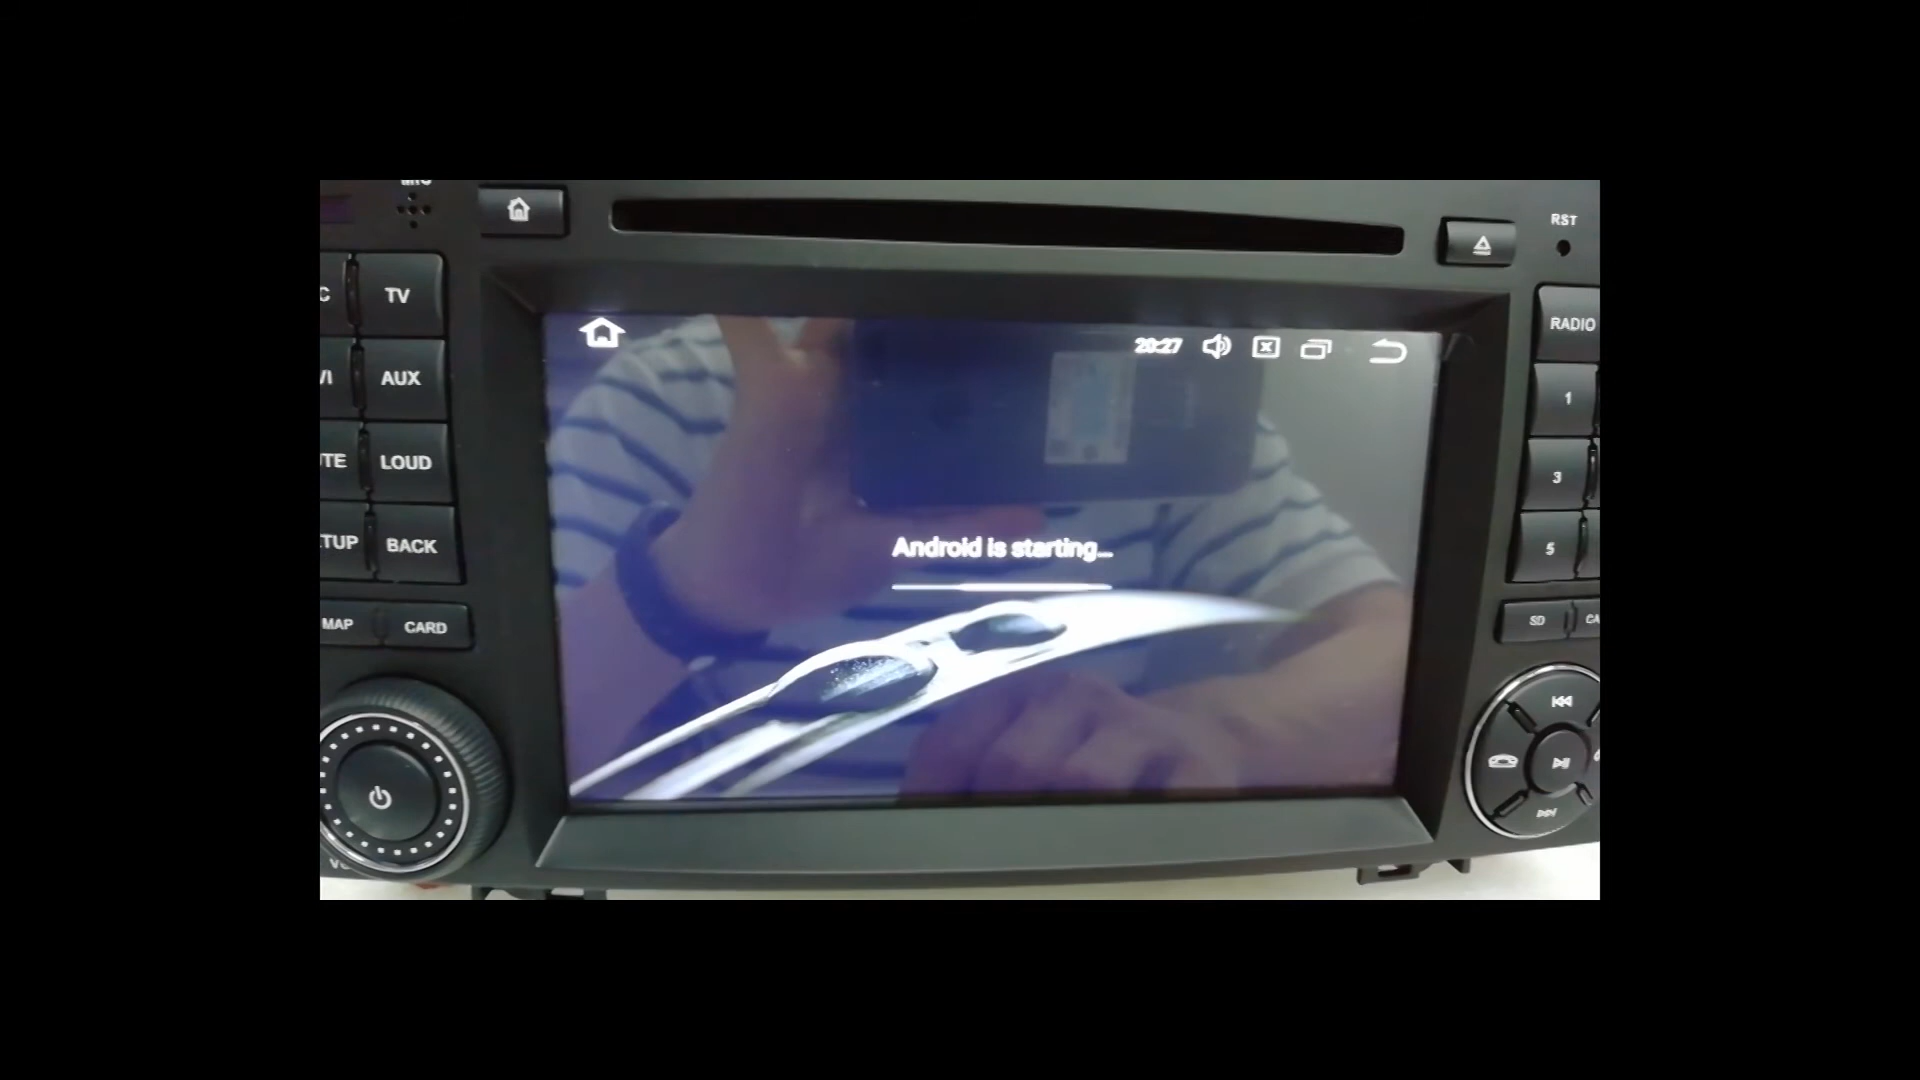 RST
TV
RADIO
20:27
AUX
1
LOUD
3
BACK
5
Android is starting...
MAP
CARD
SD